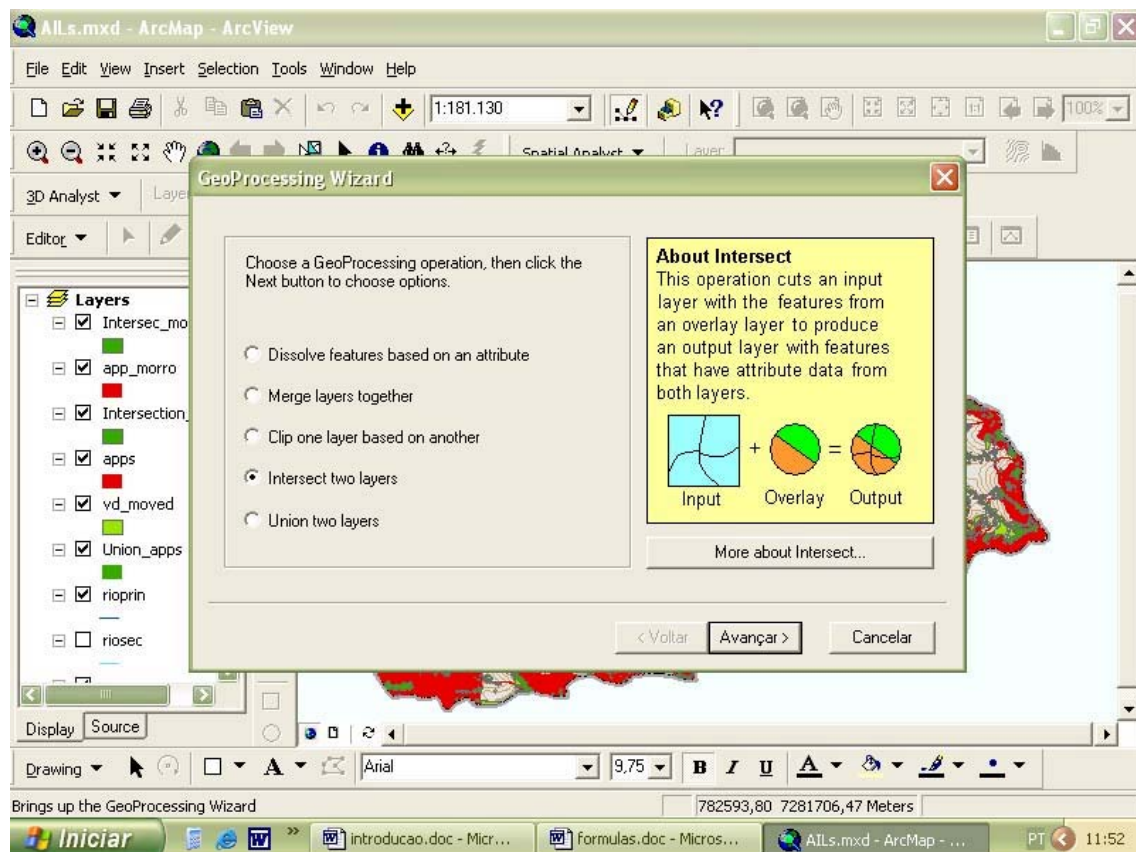 AILs.mxd - ArcMap - ArcView
File Edit View Insert Selection Tools Window Help
1:181.130
100%
Spatial Analyst
Layer
3D Analyst
Editor
GeoProcessing Wizard
Choose a GeoProcessing operation, then click the
Next button to choose options.
Dissolve features based on an attribute
Merge layers together
Clip one layer based on another
Intersect two layers
Union two layers
About Intersect
This operation cuts an input
layer with the features from
an overlay layer to produce
an output layer with features
that have attribute data from
both layers.
+ =
Input Overlay Output
More about Intersect...
< Voltar Avançar > Cancelar
Layers
Intersec_mo
app_morro
Intersection_
apps
vd_moved
Union_apps
rioprin
riosec
Display Source
Drawing A Arial 9,75 B I U A
Brings up the GeoProcessing Wizard 782593,80 7281706,47 Meters
Iniciar » introducao.doc - Micr... formulas.doc - Micros... AILs.mxd - ArcMap - ... PT 11:52